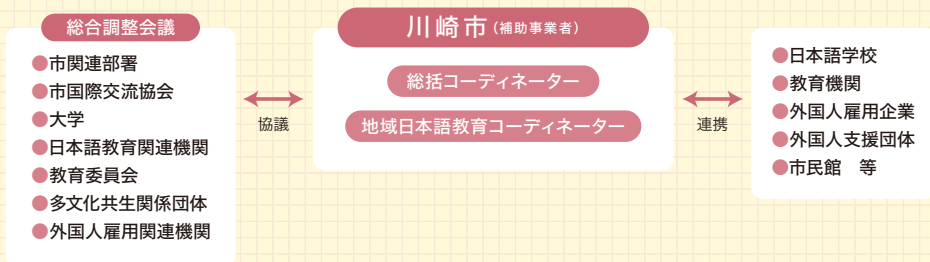 総合調整会議
●市関連部署
●市国際交流協会
●大学
●日本語教育関連機関
●教育委員会
●多文化共生関係団体
●外国人雇用関連機関
協議
川崎市(補助事業者)
総括コーディネーター
地域日本語教育コーディネーター
連携
●日本語学校
●教育機関
●外国人雇用企業
●外国人支援団体
●市民館　等